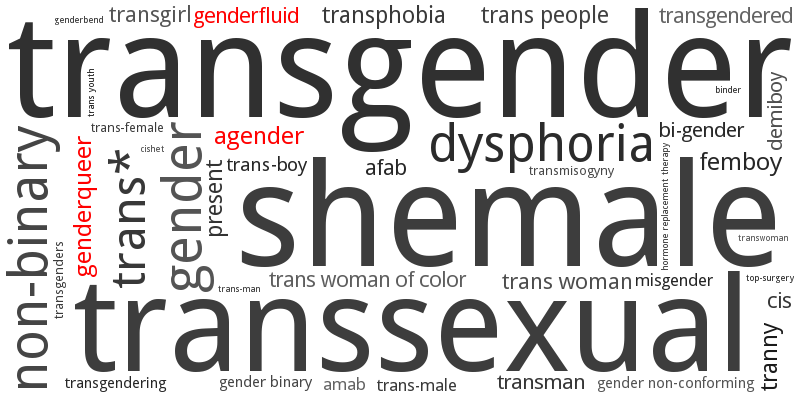 genderbend
transgirl
genderfluid
transphobia
trans people
transgendered
transgender
trans youth
binder
demiboy
trans-female
cishet
agender
dysphoria
bi-gender
non-binary
genderqueer
trans*
gender
present
trans-boy
afab
transmisogyny
hormone replacement therapy
femboy
shemale
transwoman
transgenders
trans-man
trans woman of color
trans woman
misgender
top-surgery
transsexual
cis
tranny
transgendering
gender binary
amab
trans-male
transman
gender non-conforming